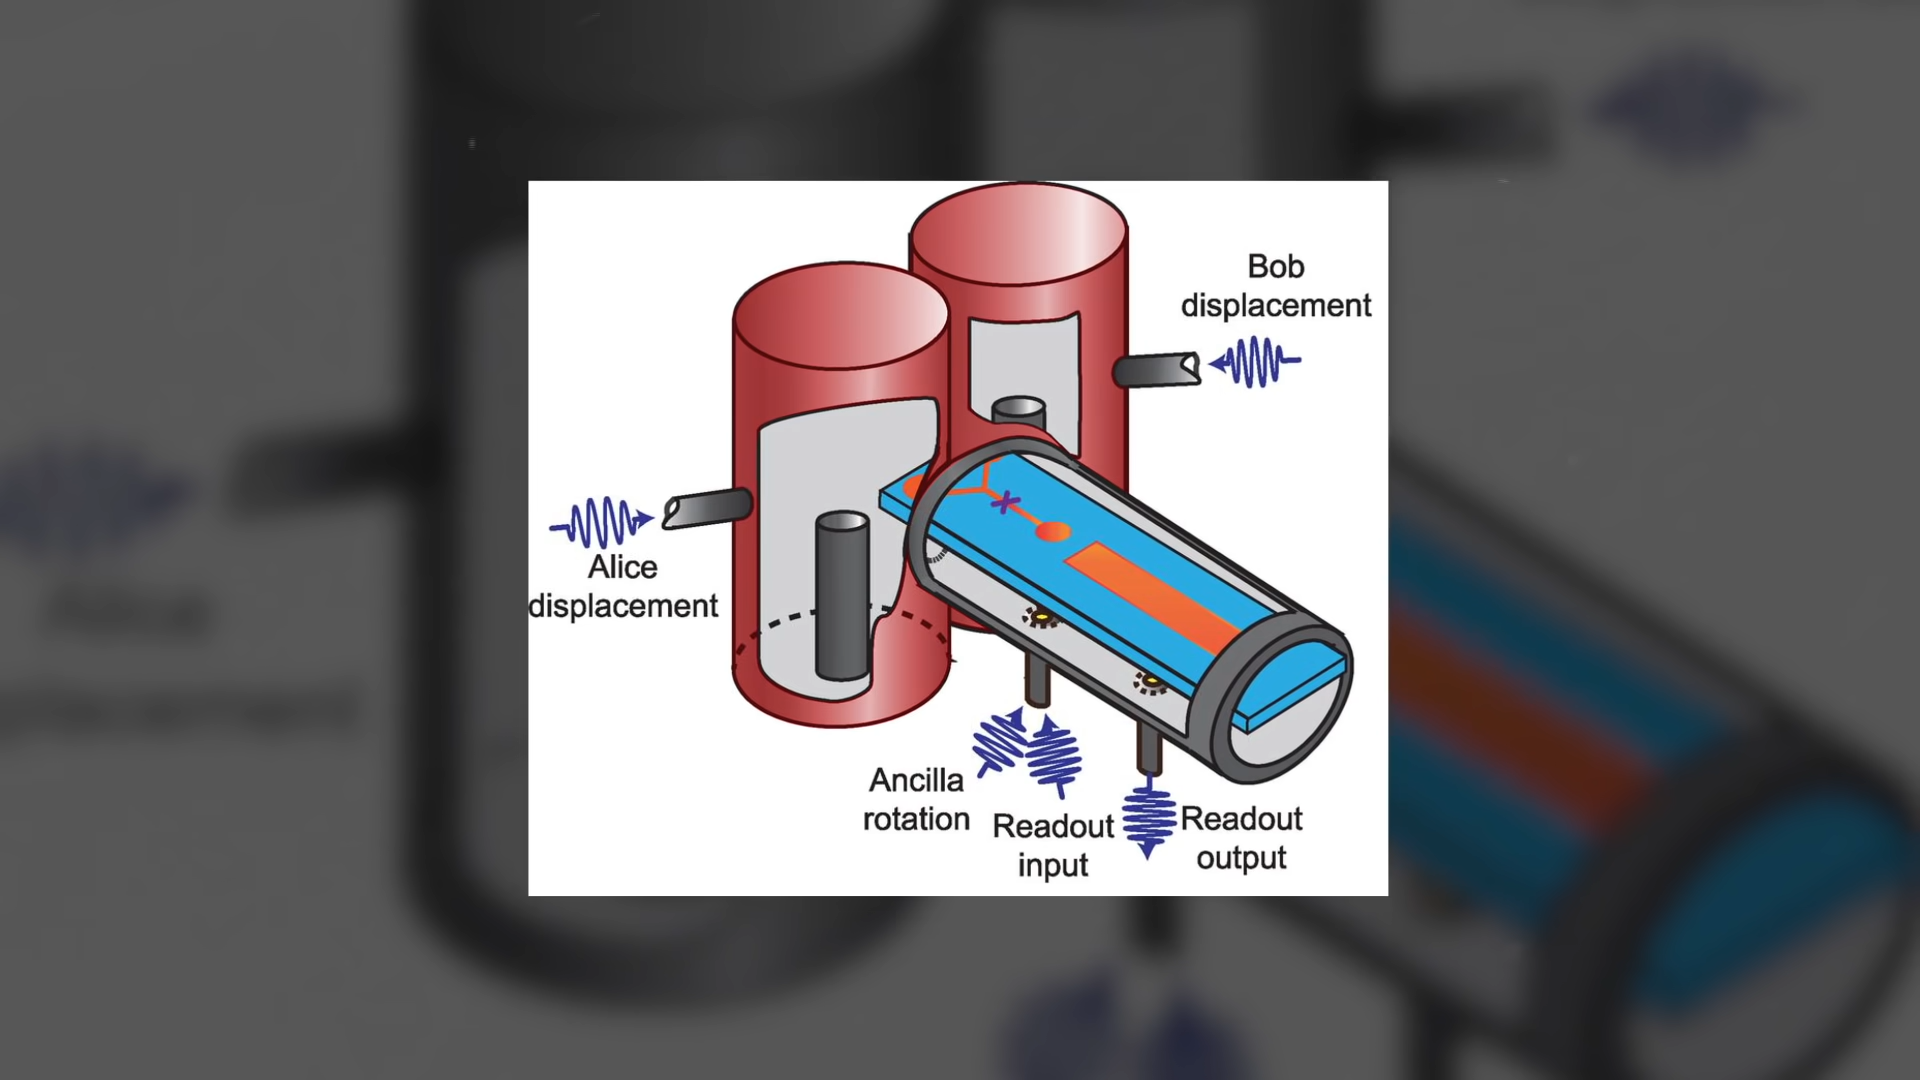 Bob
displacement
Alice
displacement
Ancilla
rotation
Readout
input
Readout
output